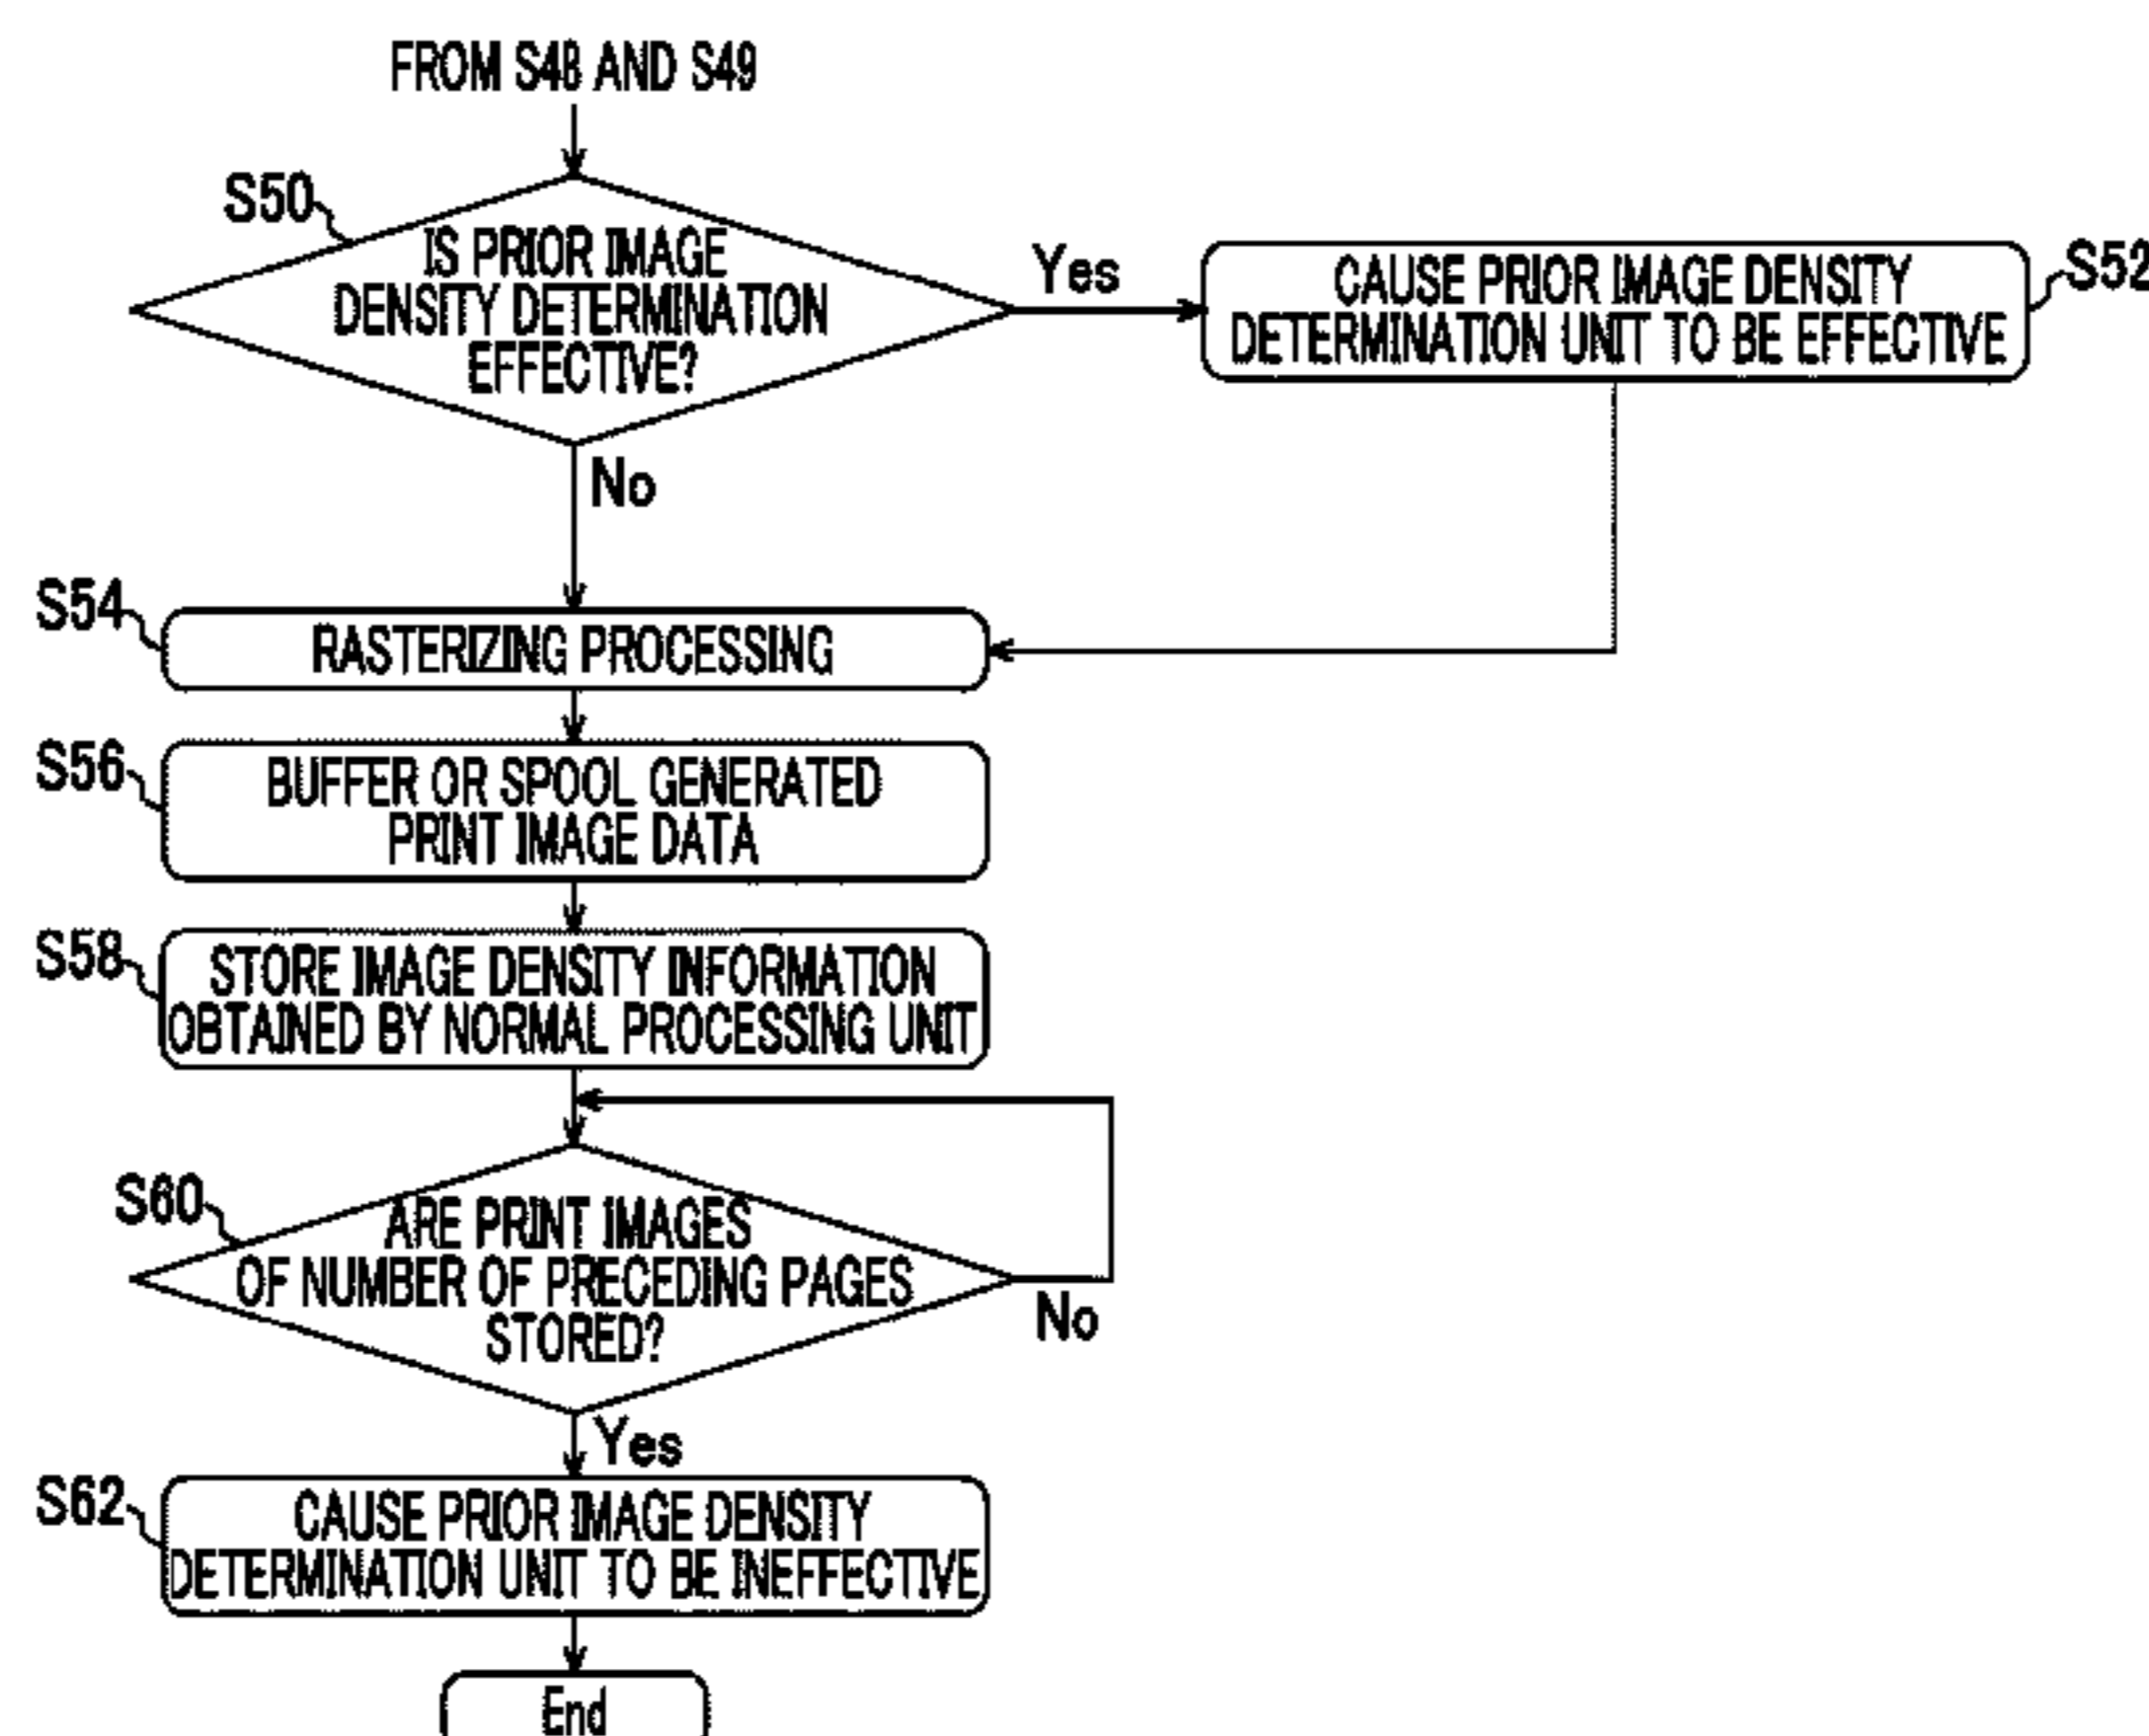 FROM S48 AND S49
S50
IS PRIOR IMAGE
DENSITY DETERMINATION
EFFECTIVE?
Yes
CAUSE PRIOR IMAGE DENSITY
DETERMINATION UNIT TO BE EFFECTIVE
S52
No
S54
RASTERIZING PROCESSING
S56
BUFFER OR SPOOL GENERATED
PRINT IMAGE DATA
S58
STORE IMAGE DENSITY INFORMATION
OBTAINED BY NORMAL PROCESSING UNIT
S60
ARE PRINT IMAGES
OF NUMBER OF PRECEDING PAGES
STORED?
No
Yes
S62
CAUSE PRIOR IMAGE DENSITY
DETERMINATION UNIT TO BE INEFFECTIVE
End